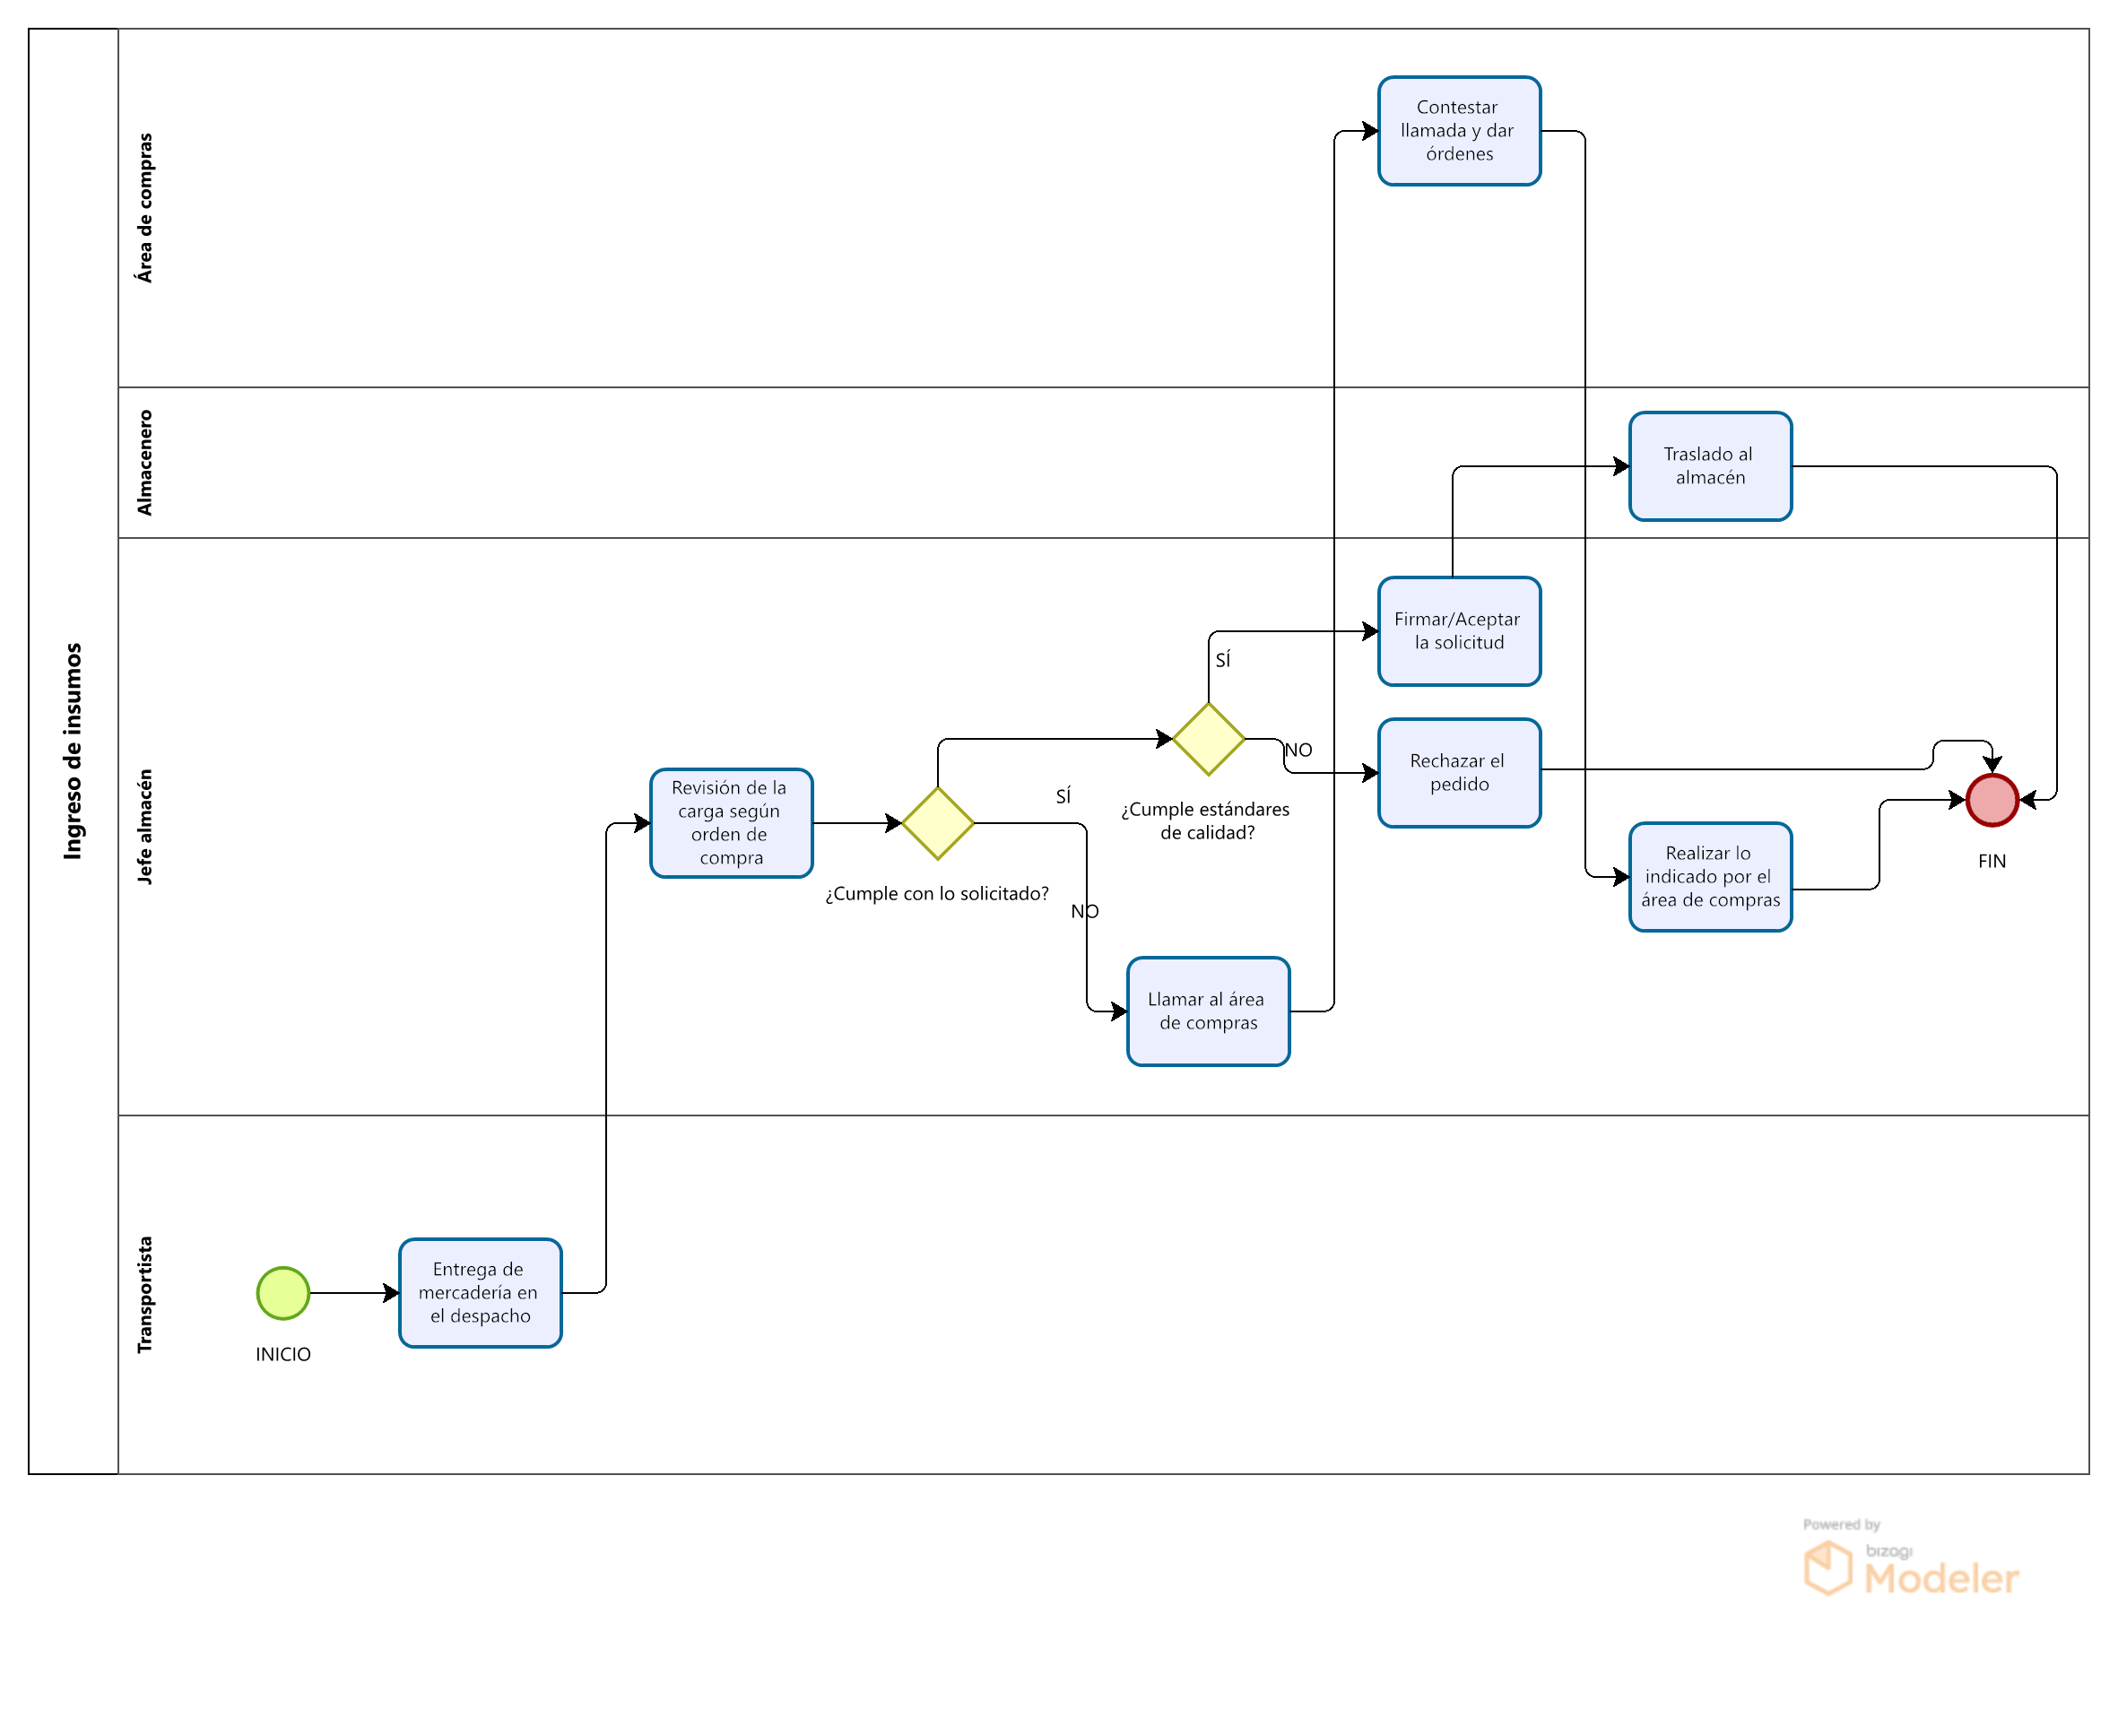 Ingreso de insumos
Área de compras
Contestar
llamada y dar
órdenes
Almacenero
Traslado al
almacén
Jefe almacén
Firmar/Aceptar
la solicitud
SÍ
NO
Rechazar el
pedido
¿Cumple estándares
de calidad?
Revisión de la
carga según
orden de
compra
SÍ
¿Cumple con lo solicitado?
NO
Realizar lo
indicado por el
área de compras
FIN
Llamar al área
de compras
Transportista
Entrega de
mercadería en
el despacho
INICIO
Powered by
bizagi
Modeler